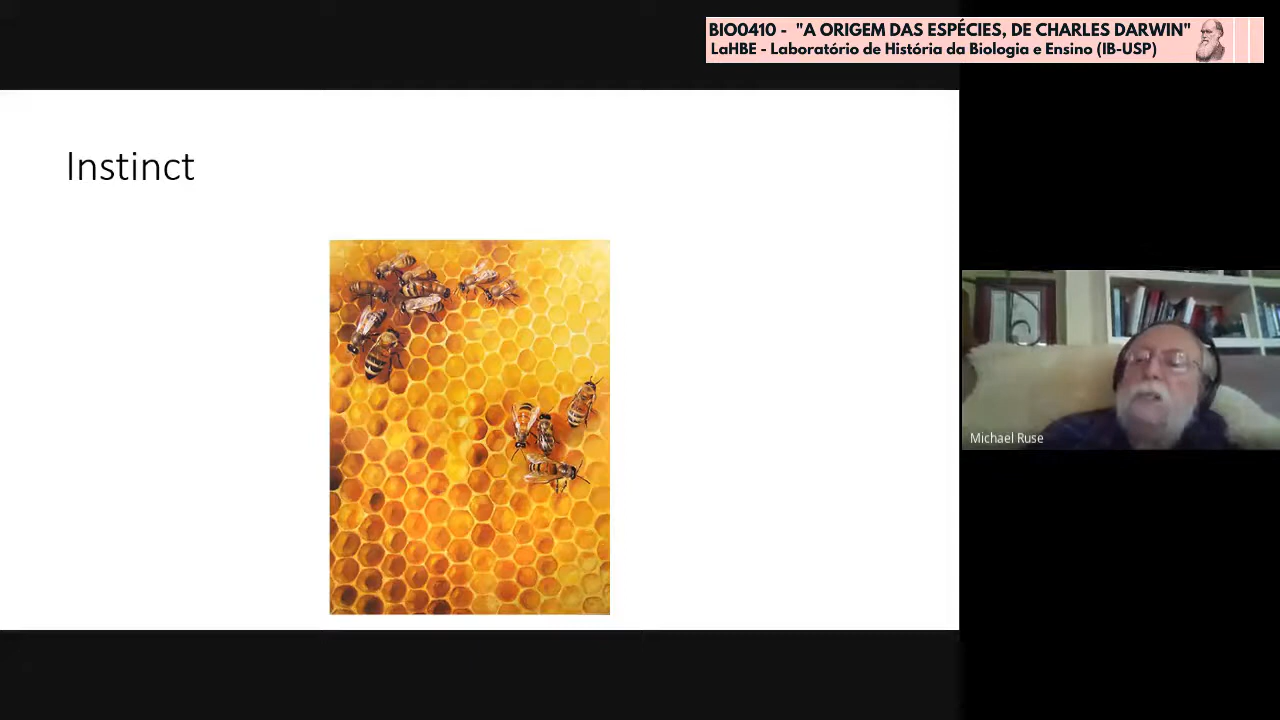 BIO0410 - "A ORIGEM DAS ESPÉCIES, DE CHARLES DARWIN"
LaHBE - Laboratório de História da Biologia e Ensino (IB-USP)
Instinct
Michael Ruse